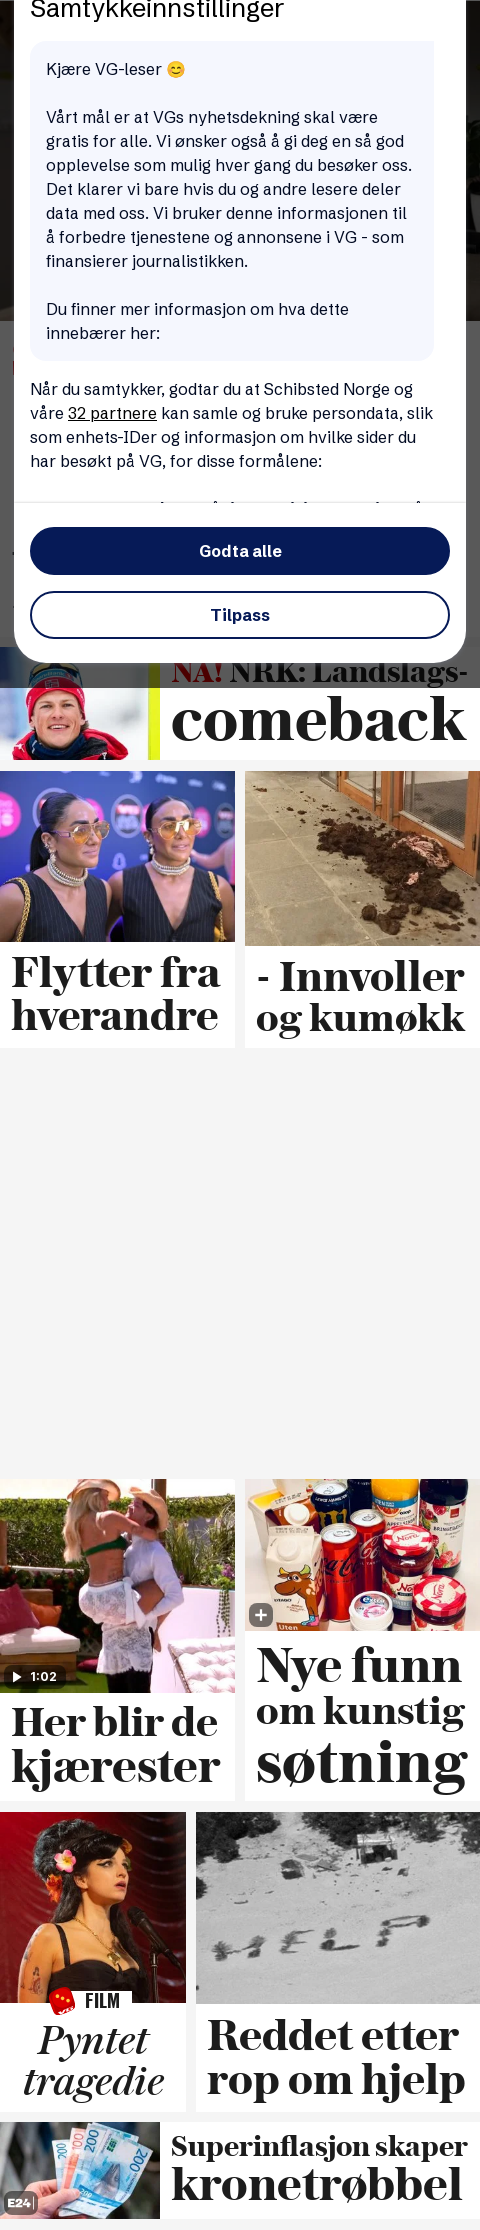 Samtykkeinnstillinger
Kjære VG-leser 😊
Vårt mål er at VGs nyhetsdekning skal være
gratis for alle. Vi ønsker også å gi deg en så god
opplevelse som mulig hver gang du besøker oss.
Det klarer vi bare hvis du og andre lesere deler
data med oss. Vi bruker denne informasjonen til
å forbedre tjenestene og annonsene i VG - som
finansierer journalistikken.
Du finner mer informasjon om hva dette
innebærer her:
Når du samtykker, godtar du at Schibsted Norge og
våre 32 partnere kan samle og bruke persondata, slik
som enhets-IDer og informasjon om hvilke sider du
har besøkt på VG, for disse formålene:
Godta alle
Tilpass
NÅ! NRK: Landslags-
comeback
Flytter fra
hverandre
- Innvoller
og kumøkk
1:02
Her blir de
kjærester
Uten
Nye funn
om kunstig
søtning
FILM
Pyntet
tragedie
HELP
Reddet etter
rop om hjelp
200
100
200
200
E24
Superinflasjon skaper
kronetrøbbel